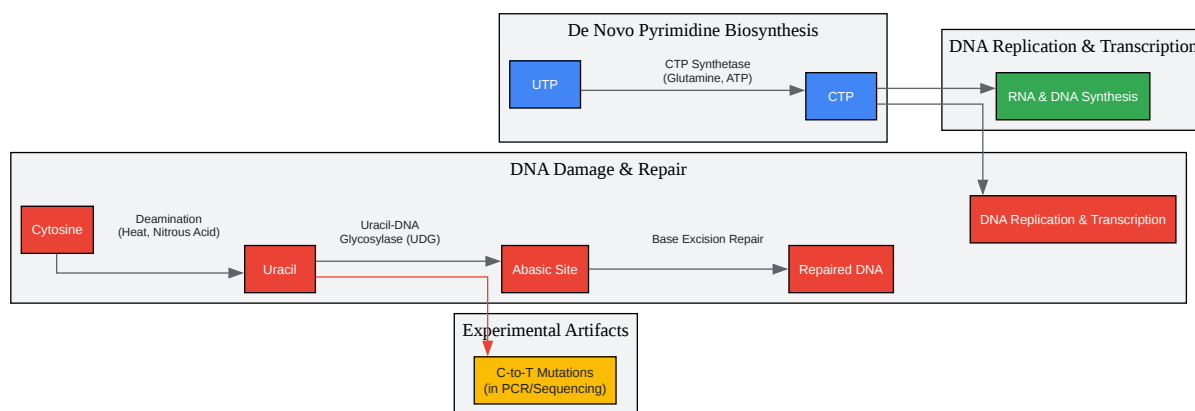 De Novo Pyrimidine Biosynthesis
UTP
CTP Synthetase
(Glutamine, ATP)
CTP
DNA Replication & Transcription
RNA & DNA Synthesis
DNA Damage & Repair
Cytosine
Deamination
(Heat, Nitrous Acid)
Uracil
Uracil-DNA
Glycosylase (UDG)
Abasic Site
Base Excision Repair
Repaired DNA
DNA Replication & Transcription
Experimental Artifacts
C-to-T Mutations
(in PCR/Sequencing)